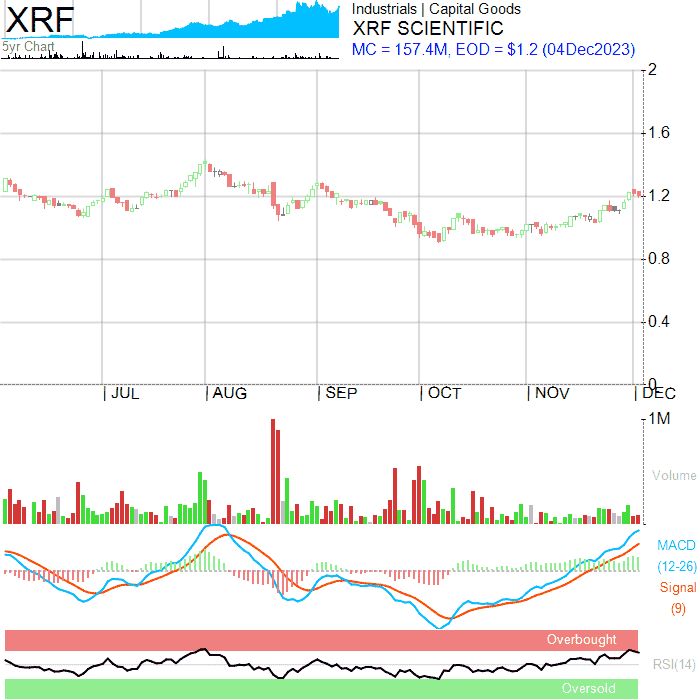 XRF
5yr Chart
Industrials | Capital Goods
XRF SCIENTIFIC
MC = 157.4M, EOD = $1.2 (04Dec2023)
2
1.6
1.2
0.8
0.4
0
| JUL | AUG | SEP | OCT | NOV | DEC
1M
Volume
MACD
(12-26)
Signal
(9)
Overbought
RSI(14)
Oversold